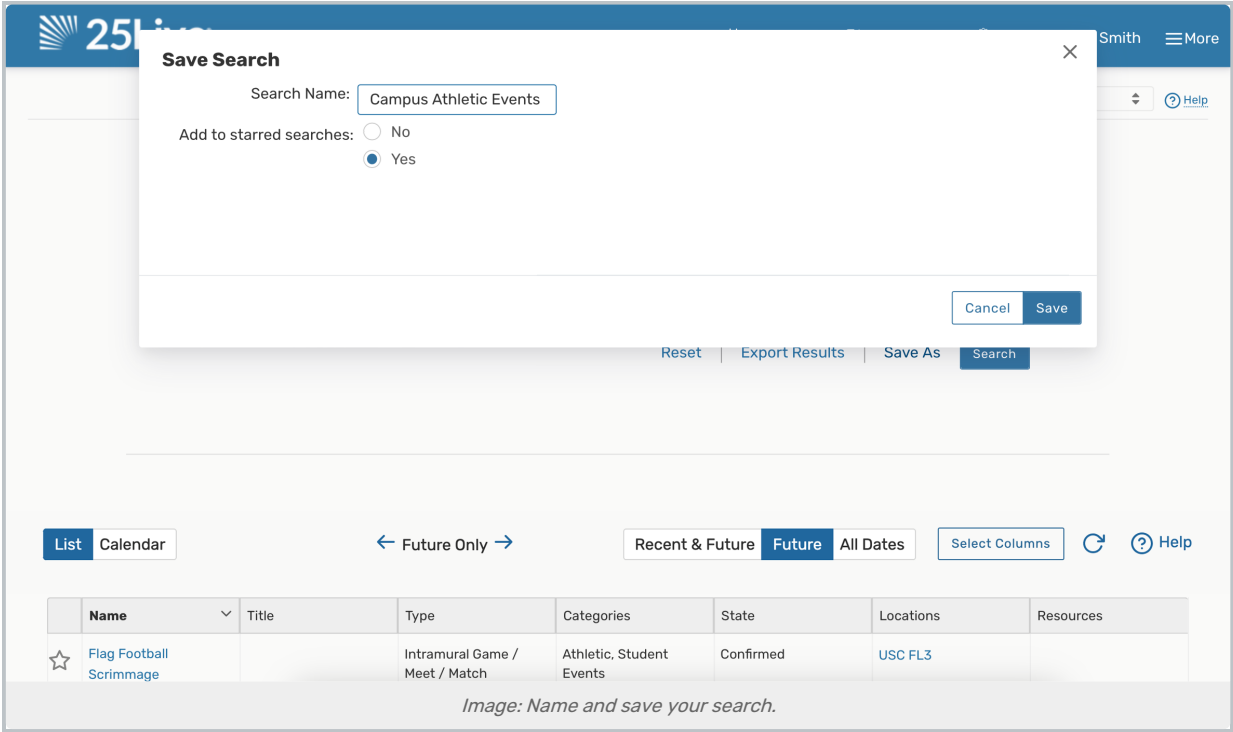 Smith
More
Save Search
Search Name: Campus Athletic Events
Add to starred searches: No
Yes
Help
Cancel Save
Reset Export Results Save As Search
List Calendar Future Only Recent & Future Future All Dates Select Columns Help
Name Title Type Categories State Locations Resources
Flag Football Intramural Game / Athletic, Student Confirmed USC FL3
Scrimmage Meet / Match Events
Image: Name and save your search.